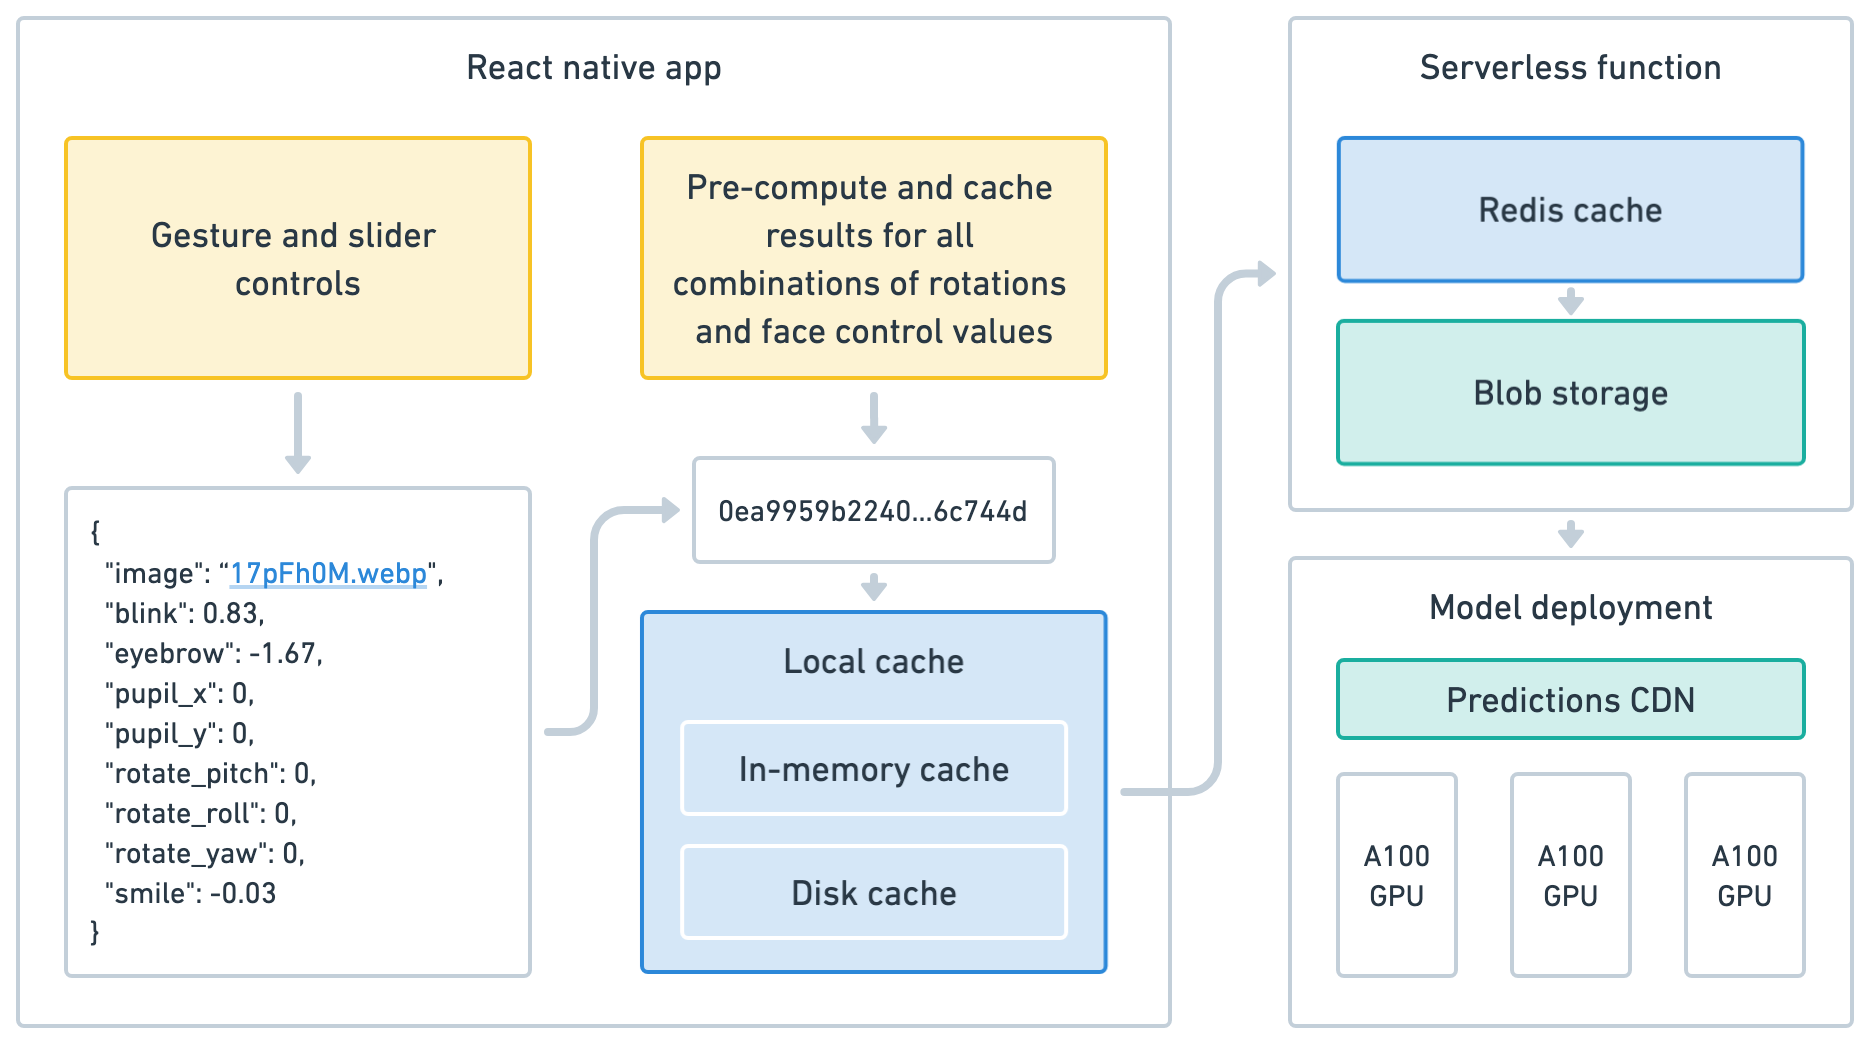 React native app
Gesture and slider
controls
{
"image": “17pFh0M.webp",
"blink": 0.83,
"eyebrow": -1.67,
"pupil_x": 0,
"pupil_y": 0,
"rotate_pitch": 0,
"rotate_roll": 0,
"rotate_yaw": 0,
"smile": -0.03
}
Pre-compute and cache
results for all
combinations of rotations
and face control values
0ea9959b2240...6c744d
Local cache
In-memory cache
Disk cache
Serverless function
Redis cache
Blob storage
Model deployment
Predictions CDN
A100
GPU
A100
GPU
A100
GPU